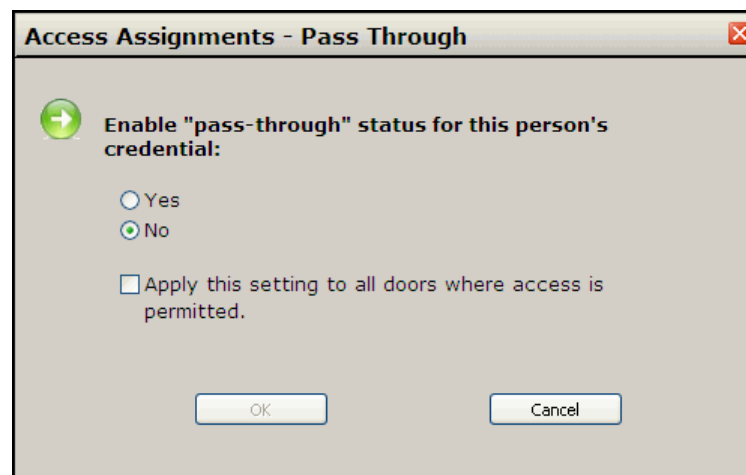 Access Assignments - Pass Through
Enable "pass-through" status for this person's
credential:
Yes
No
Apply this setting to all doors where access is
permitted.
OK
Cancel